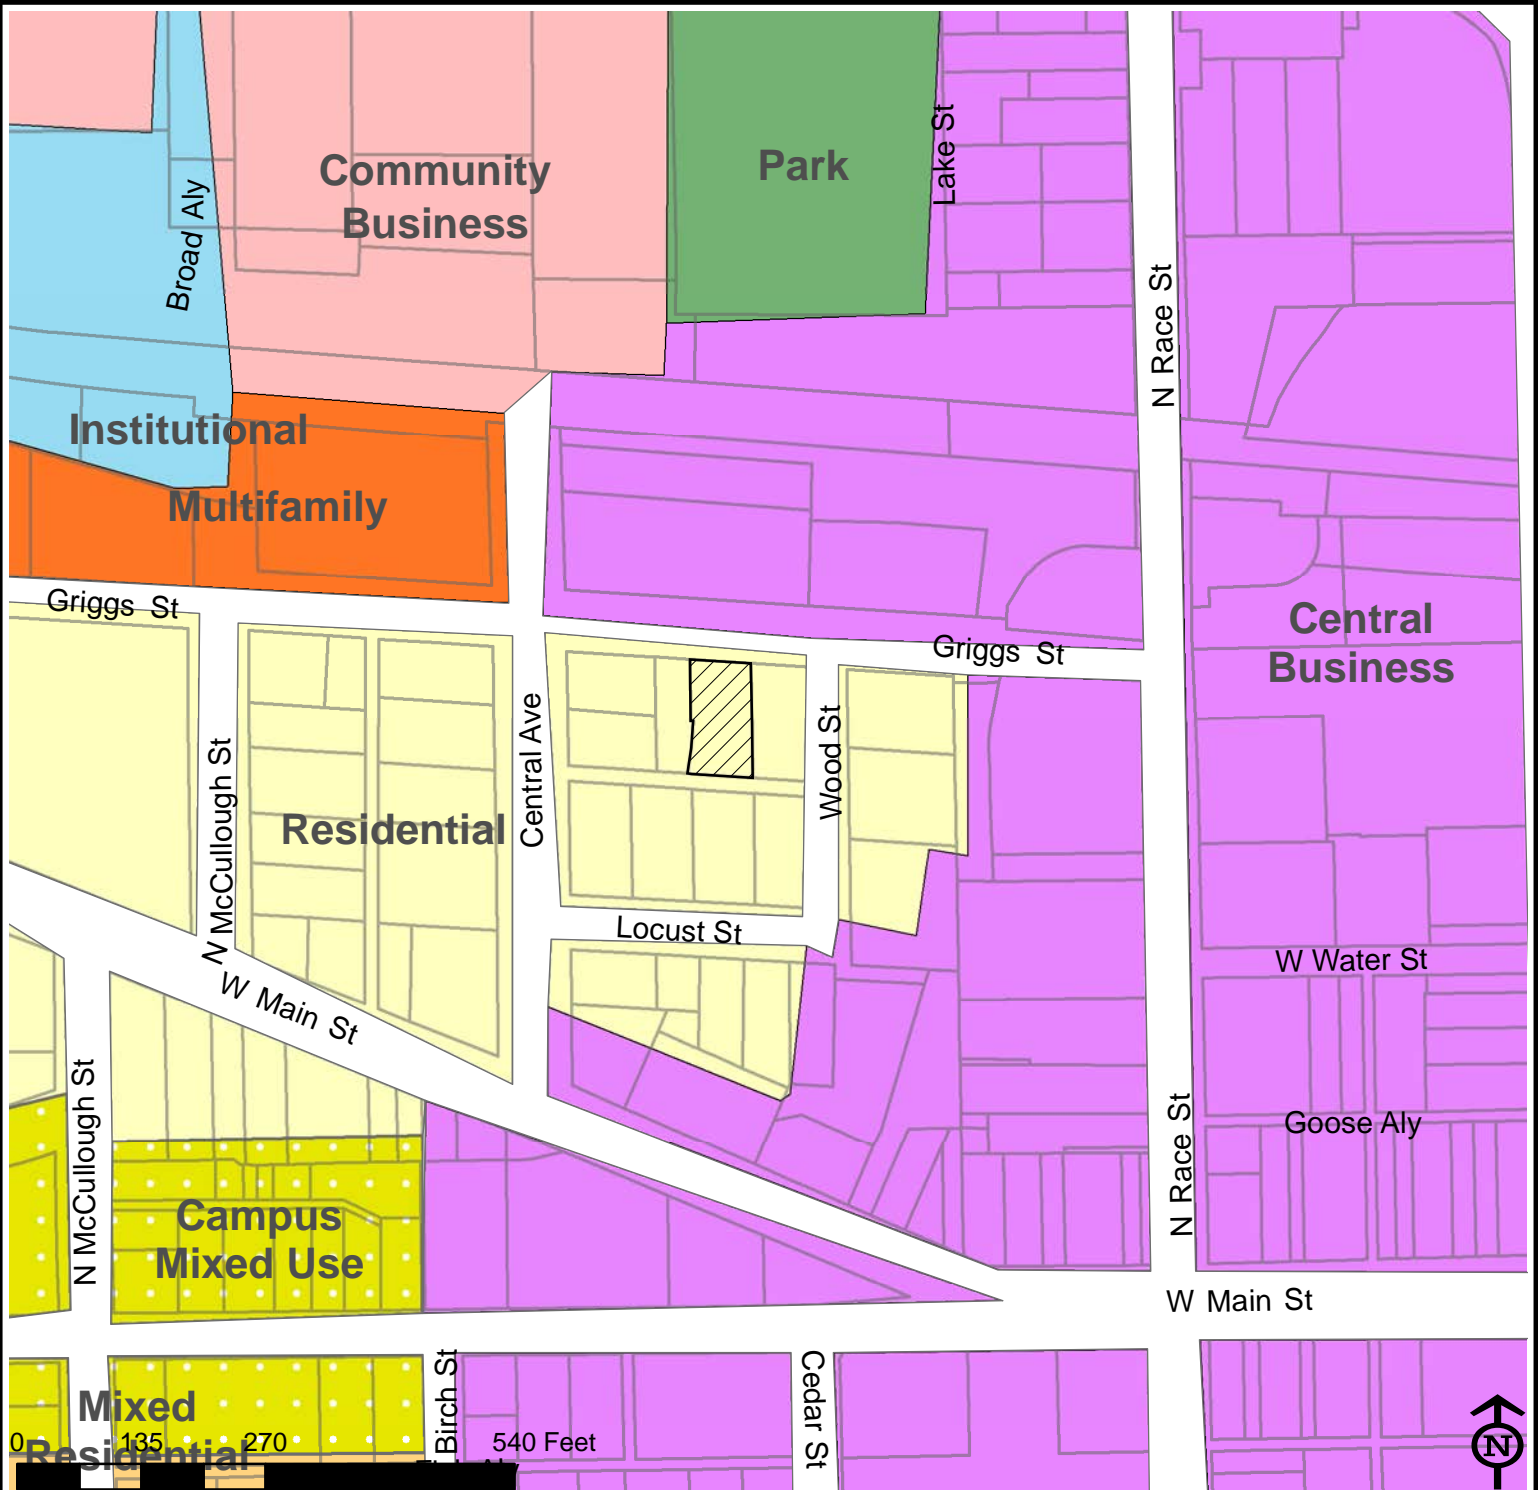 Community
Business
Park
Lake St
Broad Aly
N Race St
Institutional
Multifamily
Griggs St
Griggs St
Central
Business
Central Ave
Wood St
N McCullough St
Residential
Locust St
W Water St
W Main St
N McCullough St
Goose Aly
N Race St
Campus
Mixed Use
W Main St
Birch St
Cedar St
Mixed
Residential
0 135 270 540 Feet
N